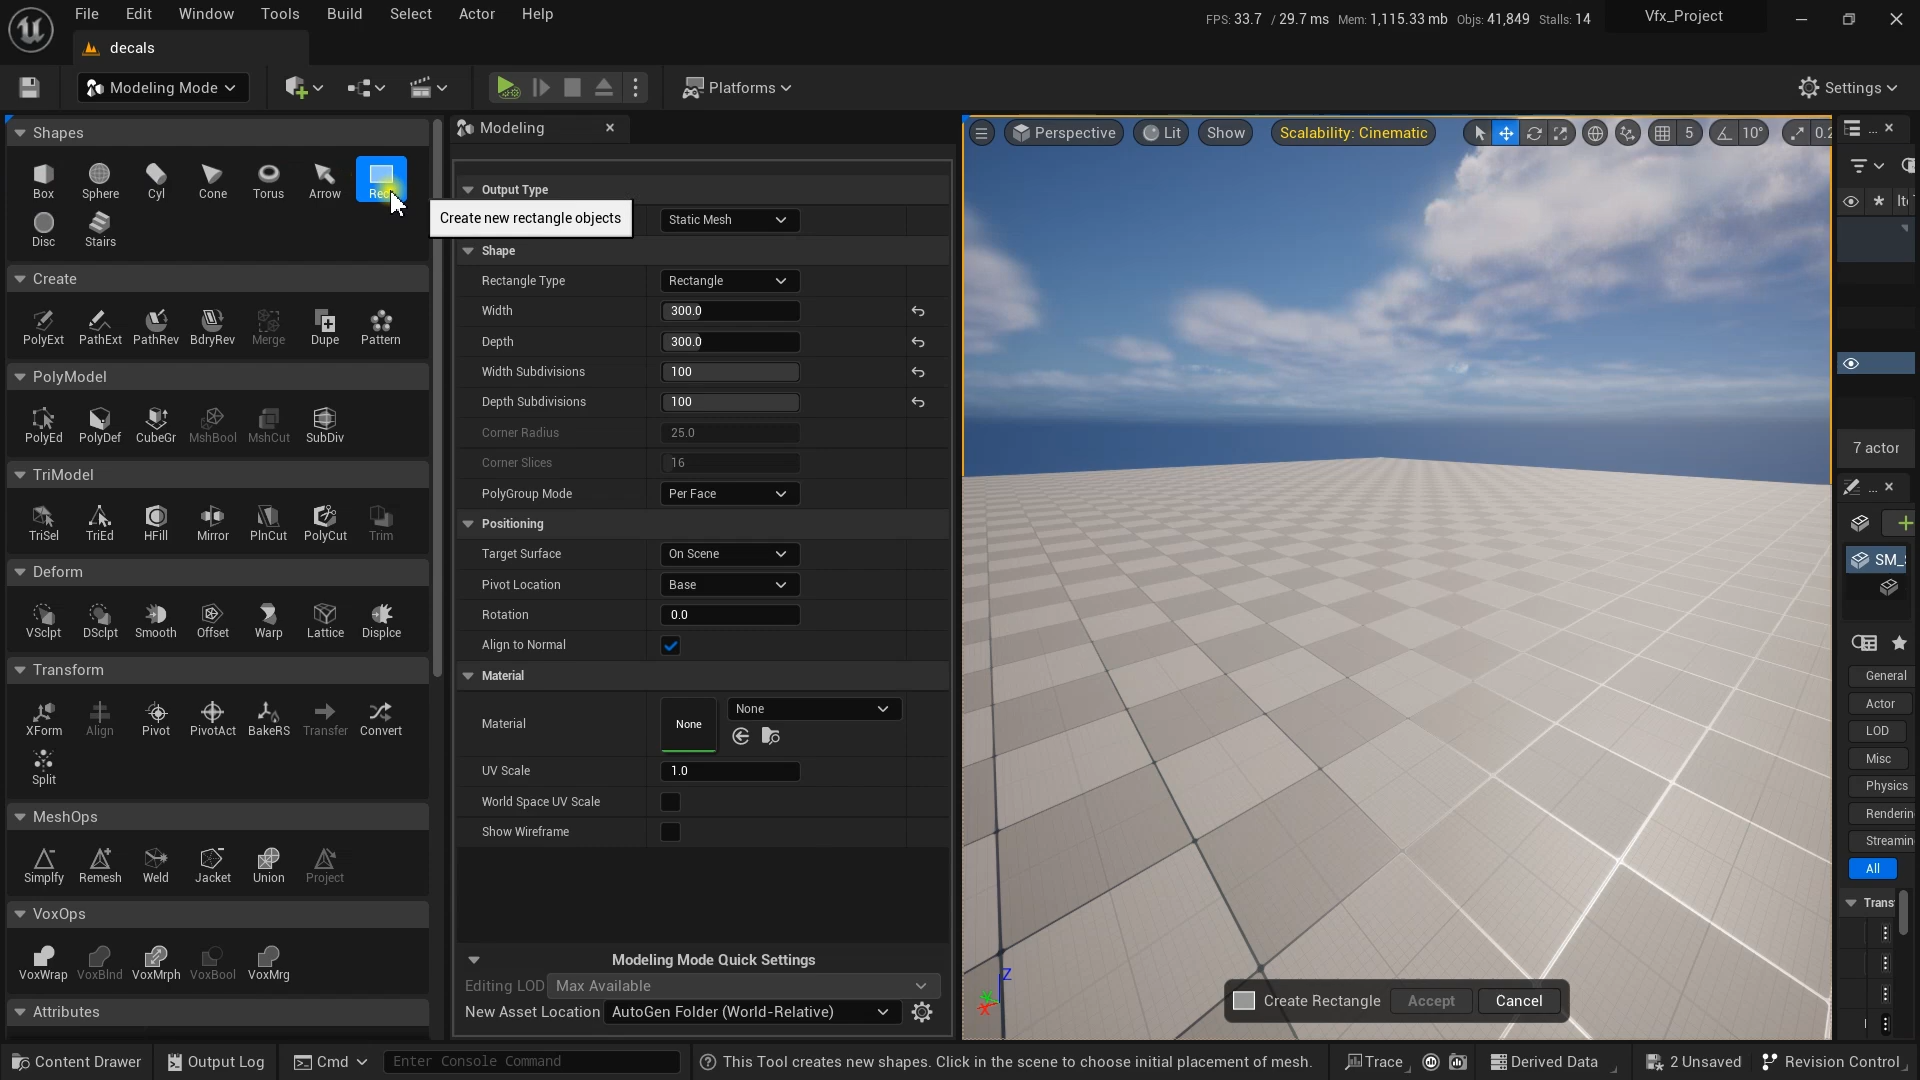 File Edit Window Tools Build Select Actor Help
FPS: 33.7 / 29.7 ms Mem: 1,115.33 mb Objs: 41,849 Stalls: 14
Vfx_Project
decals
Modeling Mode
Platforms
Settings
Shapes
Box Sphere Cyl Cone Torus Arrow
Disc Stairs
Create new rectangle objects
Create
PolyExt PathExt PathRev BdryRev Merge Dupe Pattern
PolyModel
PolyEd PolyDef CubeGr MshBool MshCut SubDiv
TriModel
TriSel TriEd HFill Mirror PlnCut PolyCut Trim
Deform
VSclpt DSclpt Smooth Offset Warp Lattice Displce
Transform
XForm Align Pivot PivotAct BakeRS Transfer Convert
Split
MeshOps
Simplfy Remesh Weld Jacket Union Project
VoxOps
VoxWrap VoxBlnd VoxMrph VoxBool VoxMrg
Attributes
Modeling
Output Type
Static Mesh
Shape
Rectangle Type Rectangle
Width 300.0
Depth 300.0
Width Subdivisions 100
Depth Subdivisions 100
Corner Radius 25.0
Corner Slices 16
PolyGroup Mode Per Face
Positioning
Target Surface On Scene
Pivot Location Base
Rotation 0.0
Align to Normal
Material
Material None None
UV Scale 1.0
World Space UV Scale
Show Wireframe
Modeling Mode Quick Settings
Editing LOD Max Available
New Asset Location AutoGen Folder (World-Relative)
Perspective Lit Show Scalability: Cinematic 5 10° 0.2
Z
X
Create Rectangle Accept Cancel
...
7 actor
...
SM_
General
Actor
LOD
Misc
Physics
Renderin
Streamin
All
Trans
Content Drawer Output Log Cmd Enter Console Command This Tool creates new shapes. Click in the scene to choose initial placement of mesh. Trace Derived Data 2 Unsaved Revision Control